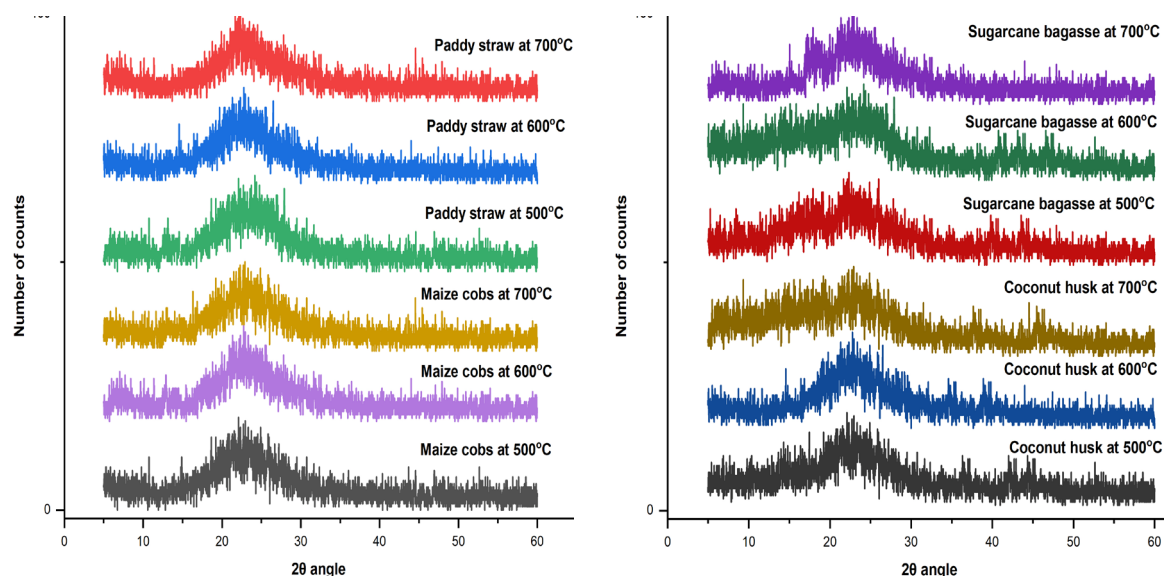 Number of counts
0
Paddy straw at 700°C
Paddy straw at 600°C
Paddy straw at 500°C
Maize cobs at 700°C
Maize cobs at 600°C
Maize cobs at 500°C
0 10 20 30 40 50 60
2θ angle
Number of counts
0
Sugarcane bagasse at 700°C
Sugarcane bagasse at 600°C
Sugarcane bagasse at 500°C
Coconut husk at 700°C
Coconut husk at 600°C
Coconut husk at 500°C
0 10 20 30 40 50 60
2θ angle